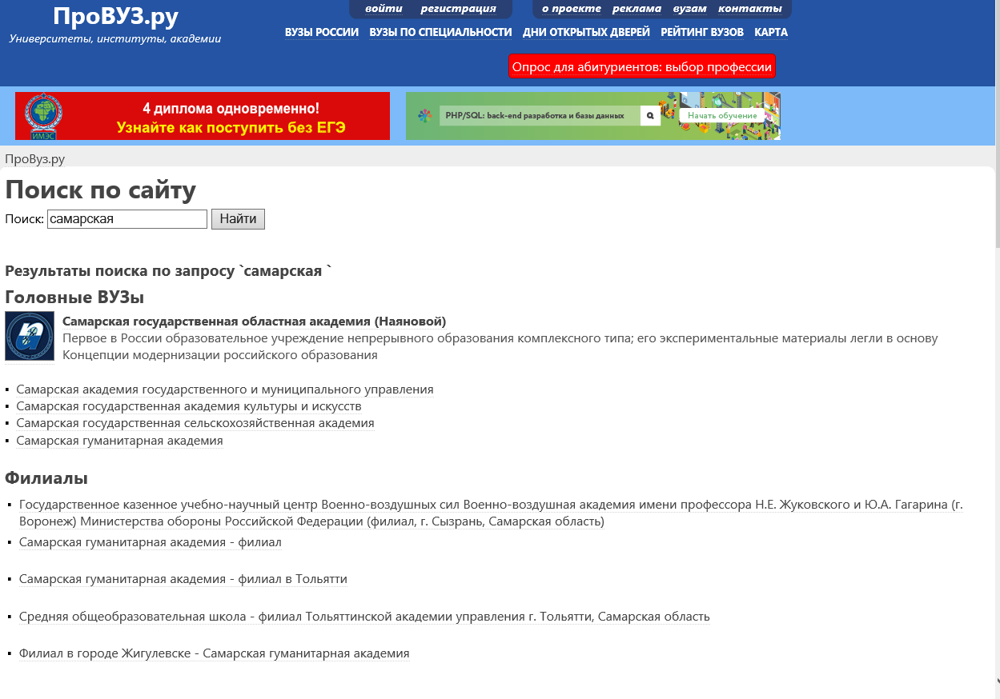 ПроВУЗ.ру
Университеты, институты, академии
войти регистрация о проекте реклама вузам контакты
ВУЗЫ РОССИИ ВУЗЫ ПО СПЕЦИАЛЬНОСТИ ДНИ ОТКРЫТЫХ ДВЕРЕЙ РЕЙТИНГ ВУЗОВ КАРТА
Опрос для абитуриентов: выбор профессии
ИМЭС
4 диплома одновременно!
Узнайте как поступить без ЕГЭ
PHP/SQL: back-end разработка и базы данных
Начать обучение
ПроВуз.ру
Поиск по сайту
Поиск: самарская Найти
Результаты поиска по запросу `самарская `
Головные ВУЗы
Самарская государственная областная академия (Наяновой)
Первое в России образовательное учреждение непрерывного образования комплексного типа; его экспериментальные материалы легли в основу
Концепции модернизации российского образования
Самарская академия государственного и муниципального управления
Самарская государственная академия культуры и искусств
Самарская государственная сельскохозяйственная академия
Самарская гуманитарная академия
Филиалы
Государственное казенное учебно-научный центр Военно-воздушных сил Военно-воздушная академия имени профессора Н.Е. Жуковского и Ю.А. Гагарина (г.
Воронеж) Министерства обороны Российской Федерации (филиал, г. Сызрань, Самарская область)
Самарская гуманитарная академия - филиал
Самарская гуманитарная академия - филиал в Тольятти
Средняя общеобразовательная школа - филиал Тольяттинской академии управления г. Тольятти, Самарская область
Филиал в городе Жигулевске - Самарская гуманитарная академия